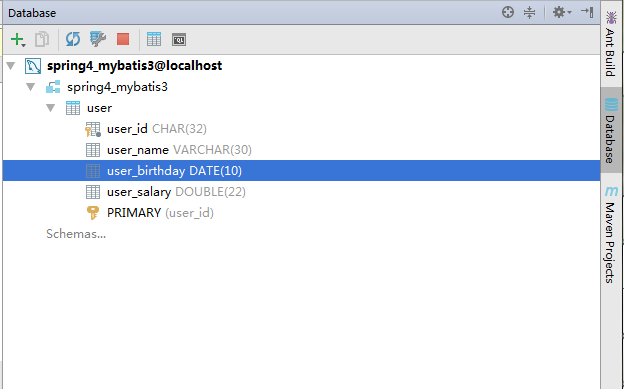 Database
spring4_mybatis3@localhost
spring4_mybatis3
user
user_id CHAR(32)
user_name VARCHAR(30)
user_birthday DATE(10)
user_salary DOUBLE(22)
PRIMARY (user_id)
Schemas...
Ant Build
Database
Maven Projects